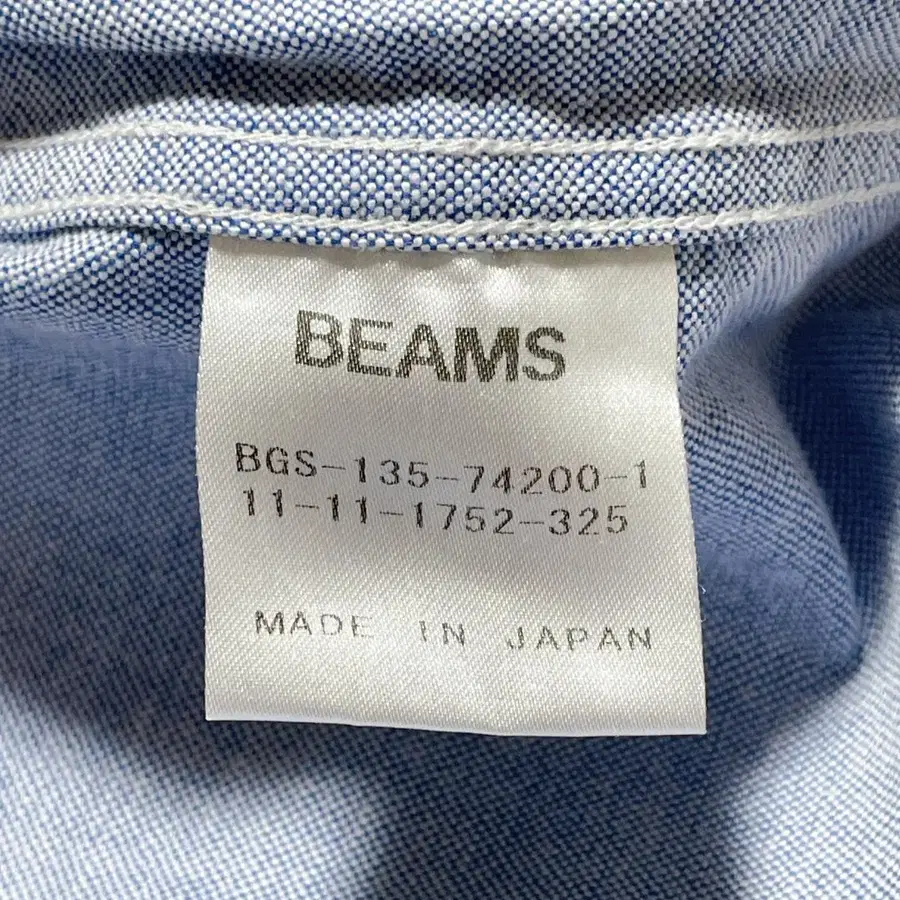 BEAMS
BGS-135-74200-1
11-11-1752-325
MADE IN JAPAN